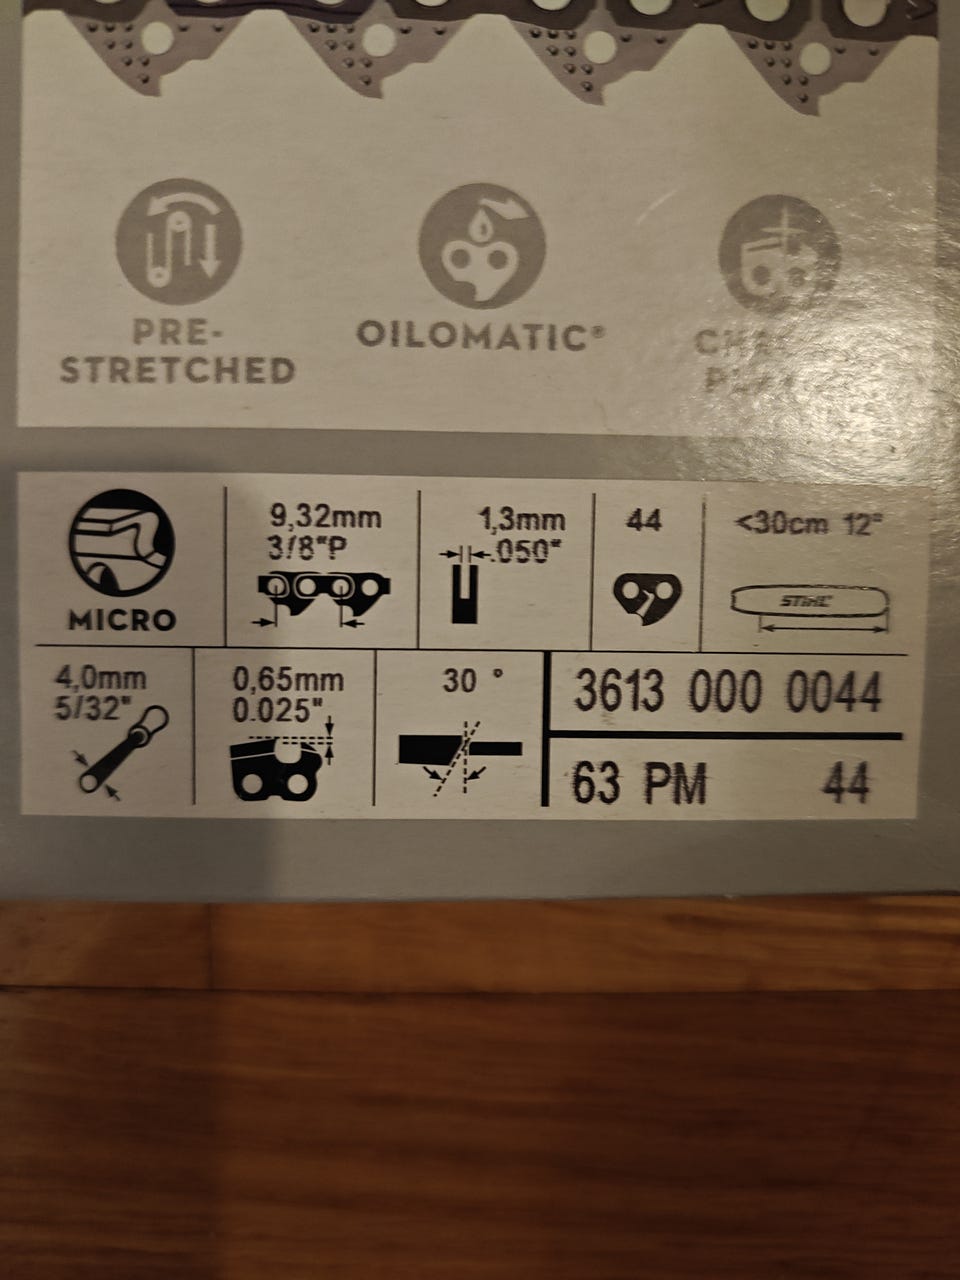 PRE-
STRETCHED
OILOMATIC®
MICRO
9,32mm
3/8"P
1,3mm
.050"
44
<30cm 12"
STIHL
4,0mm
5/32"
0,65mm
0.025"
30 °
3613 000 0044
63 PM 44